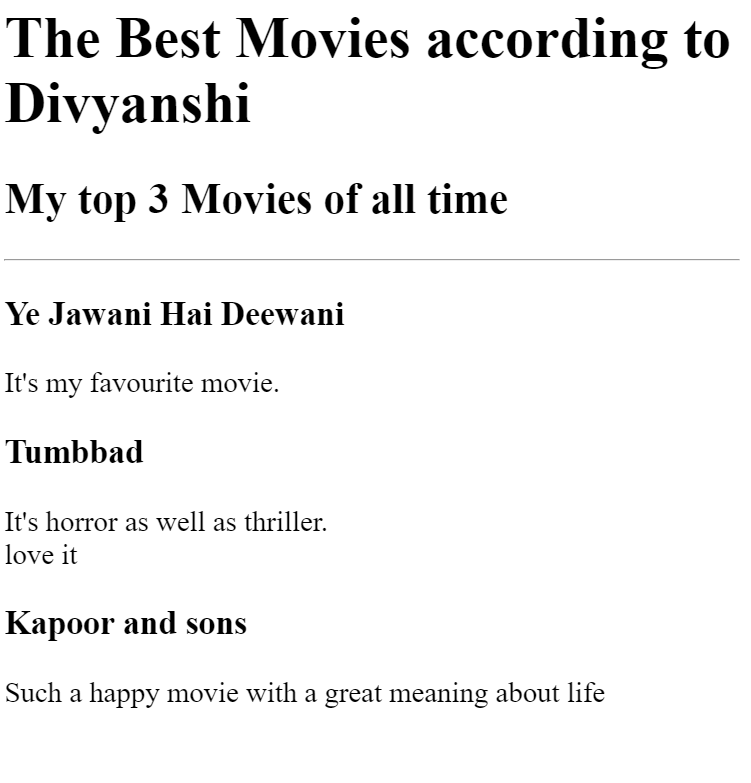 The Best Movies according to
Divyanshi
My top 3 Movies of all time
Ye Jawani Hai Deewani
It's my favourite movie.
Tumbbad
It's horror as well as thriller.
love it
Kapoor and sons
Such a happy movie with a great meaning about life